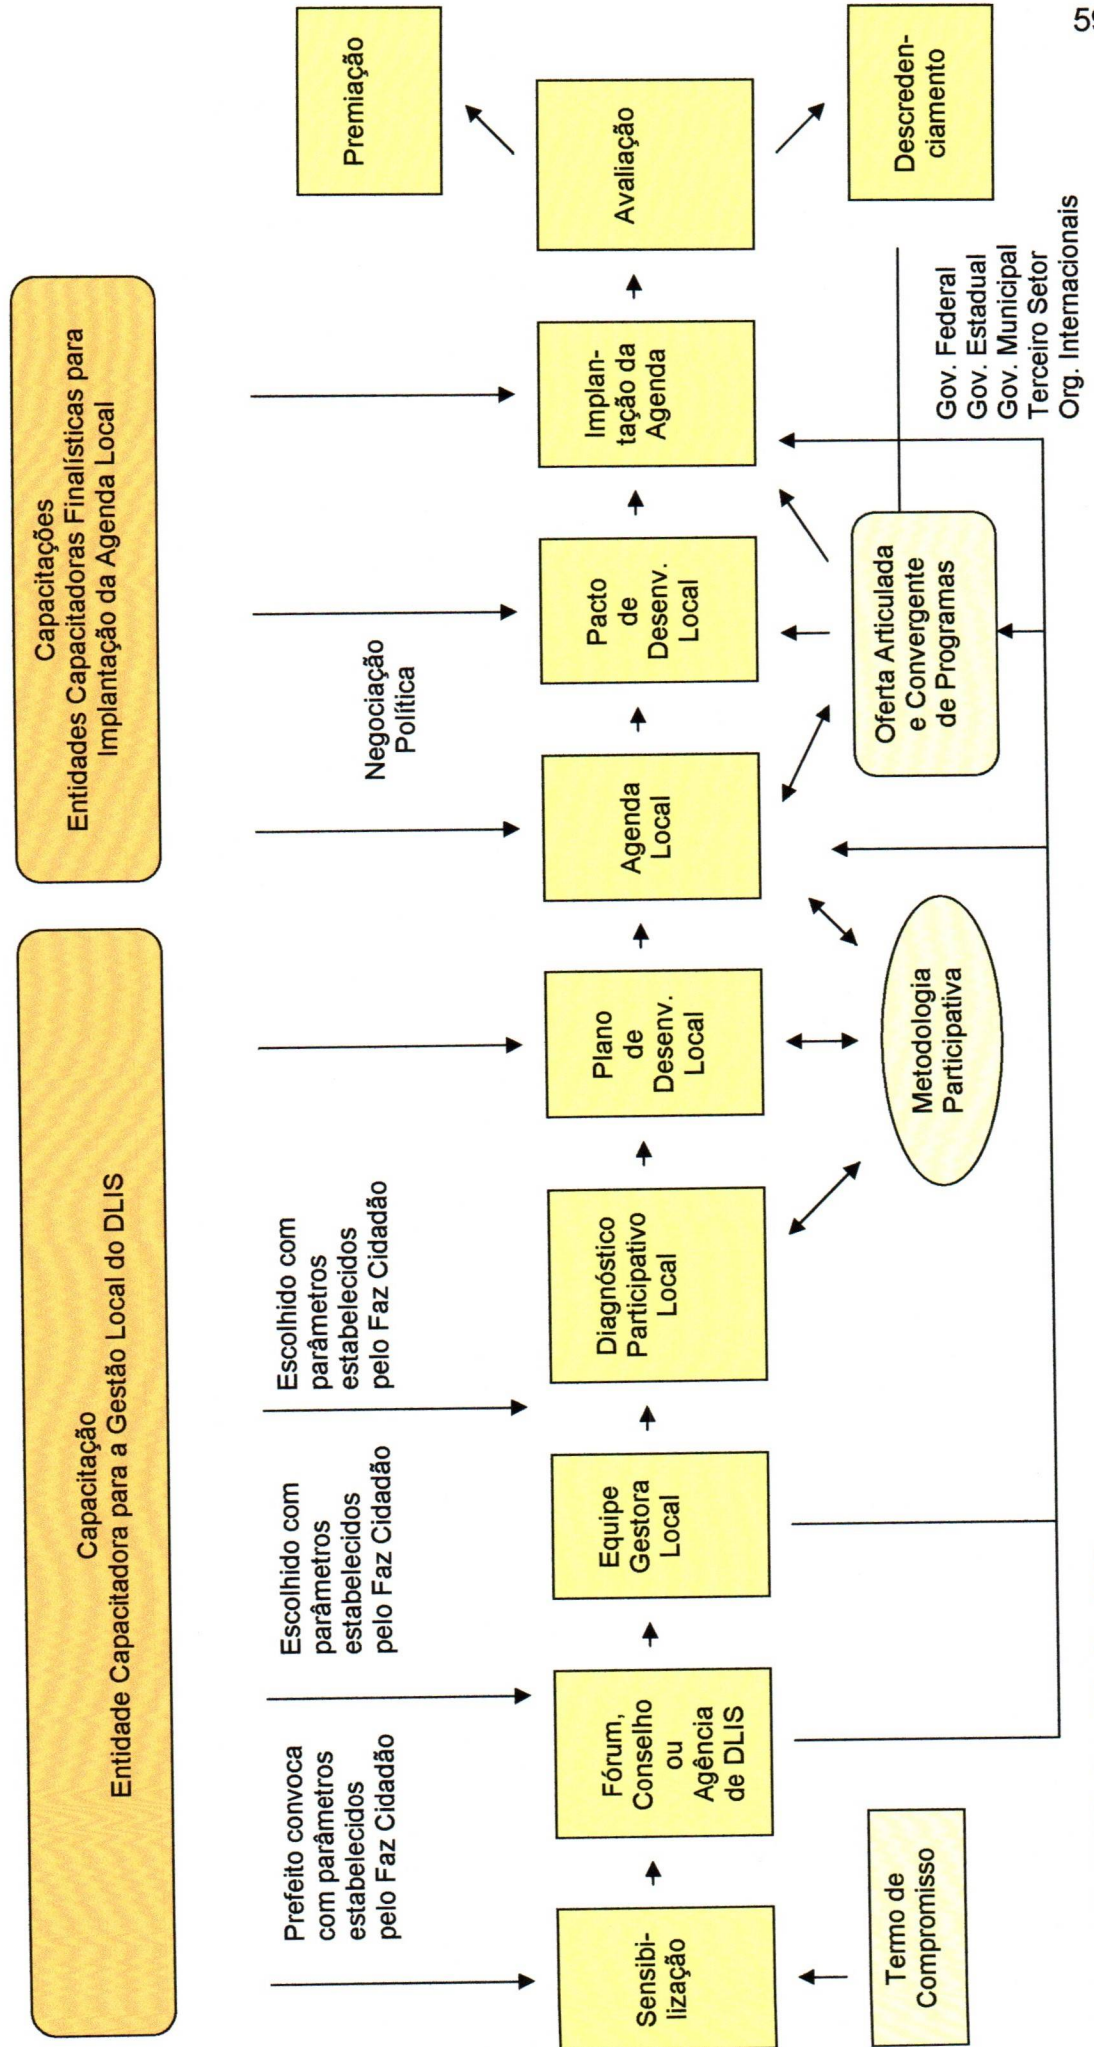 Capacitação
Entidade Capacitadora para a Gestão Local do DLIS
Capacitações
Entidades Capacitadoras Finalísticas para
Implantação da Agenda Local
Prefeito convoca
com parâmetros
estabelecidos
pelo Faz Cidadão
Escolhido com
parâmetros
estabelecidos
pelo Faz Cidadão
Escolhido com
parâmetros
estabelecidos
pelo Faz Cidadão
Negociação
Política
Premiação
Sensibi-
lização
Fórum,
Conselho
ou
Agência
de DLIS
Equipe
Gestora
Local
Diagnóstico
Participativo
Local
Plano
de
Desenv.
Local
Agenda
Local
Pacto
de
Desenv.
Local
Implan-
tação da
Agenda
Avaliação
Termo de
Compromisso
Metodologia
Participativa
Oferta Articulada
e Convergente
de Programas
Descreden-
ciamento
Gov. Federal
Gov. Estadual
Gov. Municipal
Terceiro Setor
Org. Internacionais